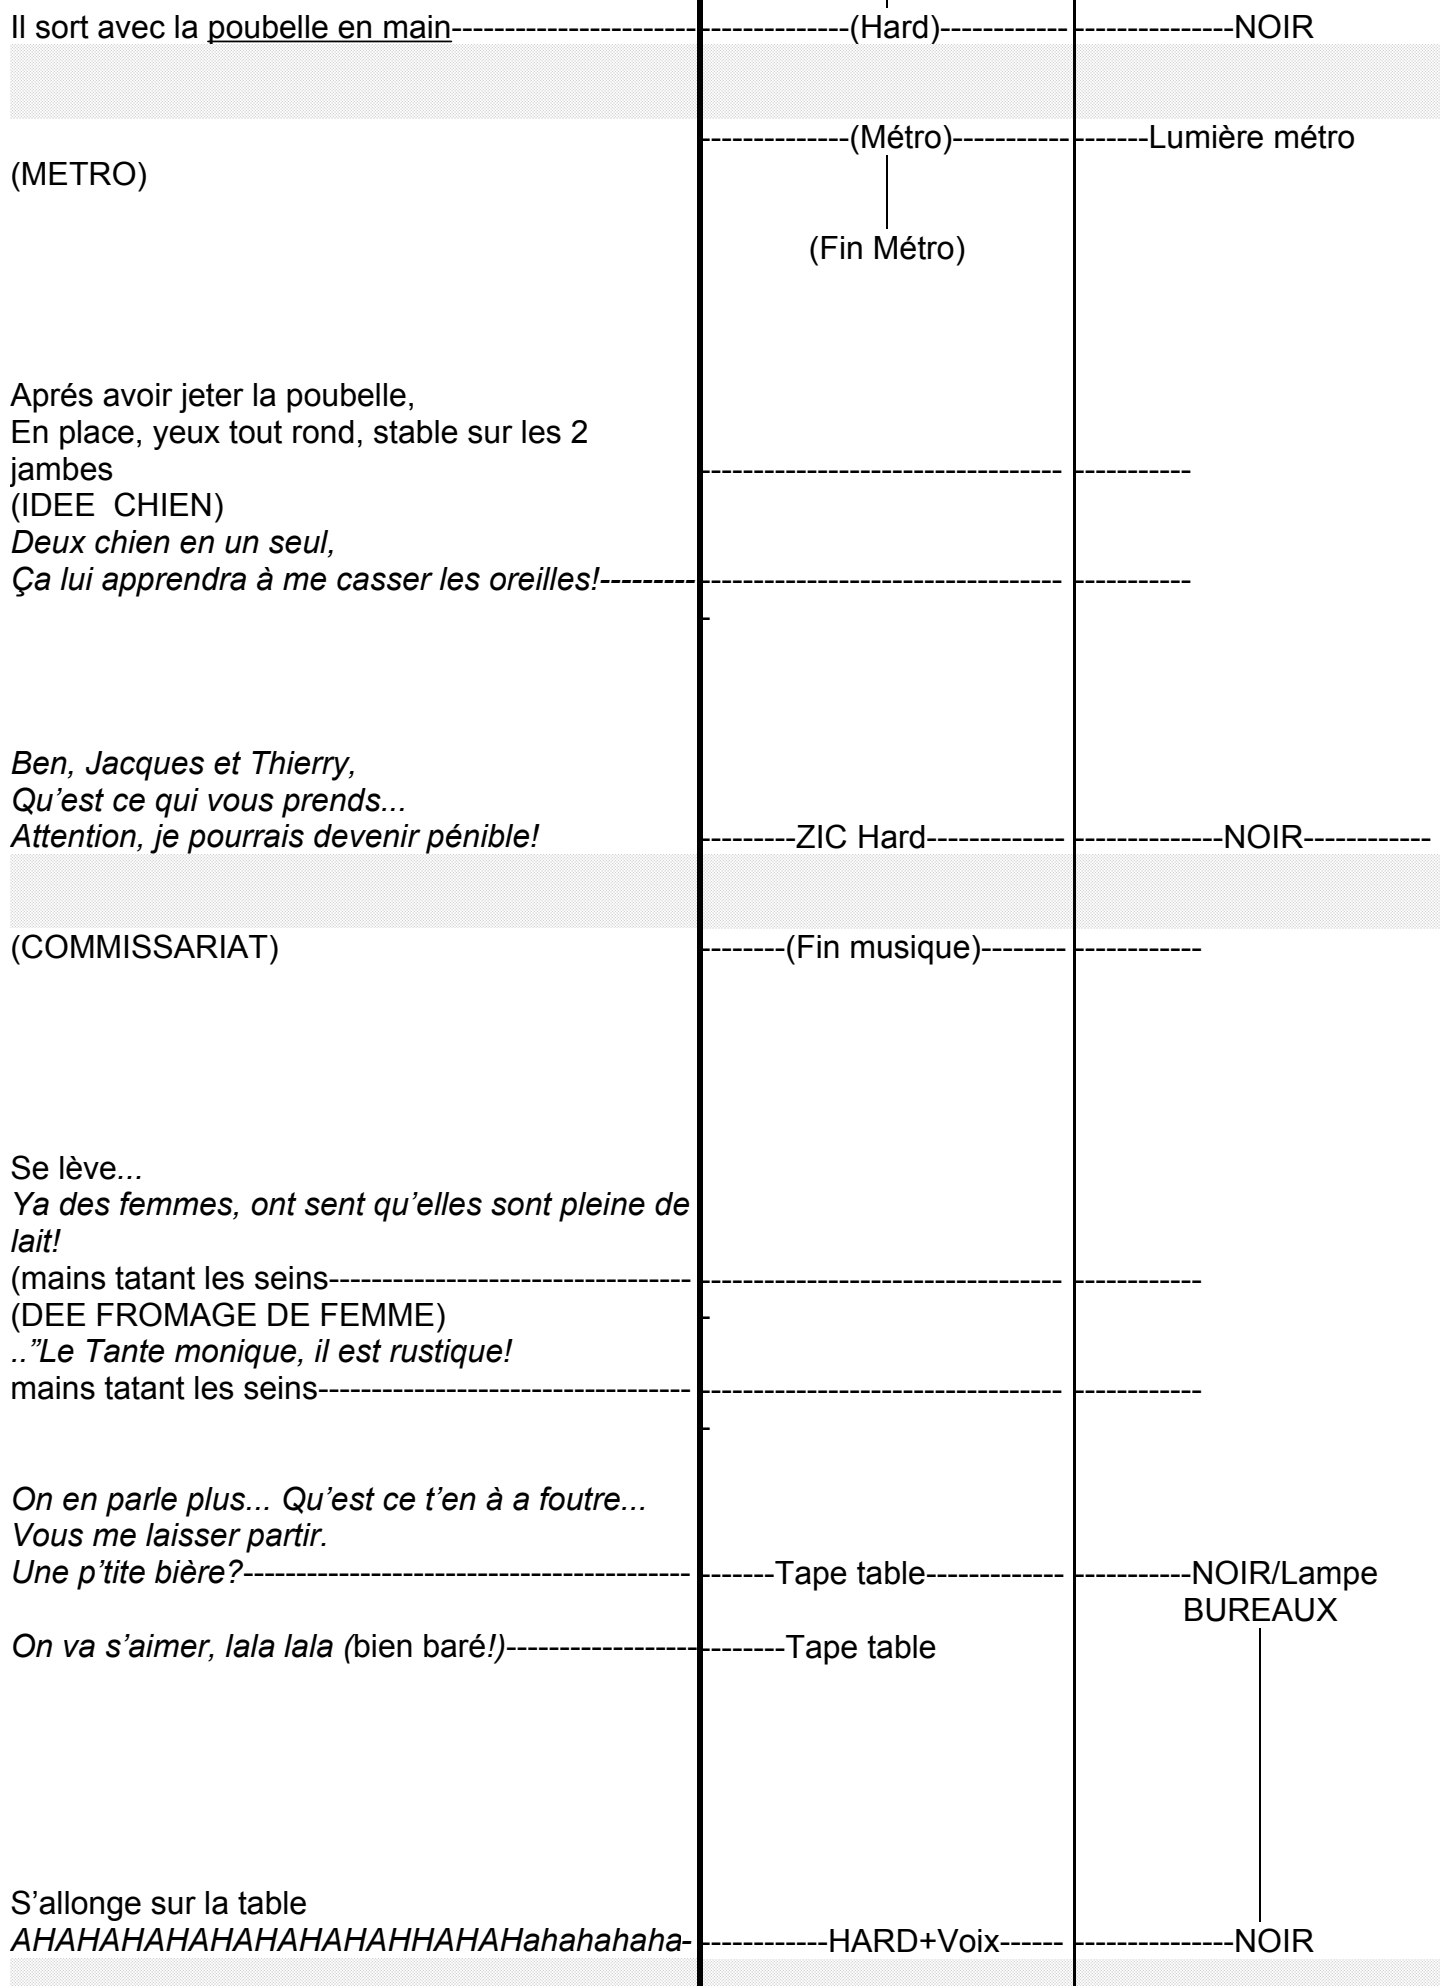 Il sort avec la poubelle en main----------------------- --------------(Hard)------------ ---------------NOIR
--------------(Métro)----------- -------Lumière métro
(METRO)
(Fin Métro)
Aprés avoir jeter la poubelle,
En place, yeux tout rond, stable sur les 2
jambes ---------------------------------- -----------
(IDEE  CHIEN)
Deux chien en un seul,
Ça lui apprendra à me casser les oreilles!--------- ---------------------------------- -----------
-
Ben, Jacques et Thierry,
Qu’est ce qui vous prends...
Attention, je pourrais devenir pénible! ---------ZIC Hard------------- --------------NOIR------------
(COMMISSARIAT) --------(Fin musique)-------- ------------
Se lève...
Ya des femmes, ont sent qu’elles sont pleine de
lait!
(mains tatant les seins---------------------------------- ---------------------------------- ------------
(DEE FROMAGE DE FEMME) -
..”Le Tante monique, il est rustique!
mains tatant les seins----------------------------------- ---------------------------------- ------------
-
On en parle plus... Qu’est ce t’en à a foutre...
Vous me laisser partir.
Une p’tite bière?------------------------------------------ -------Tape table------------- -----------NOIR/Lampe
BUREAUX
On va s’aimer, lala lala (bien baré!)------------------ --------Tape table
S’allonge sur la table
AHAHAHAHAHAHAHAHAHHAHAHahahahaha- ------------HARD+Voix------ ---------------NOIR